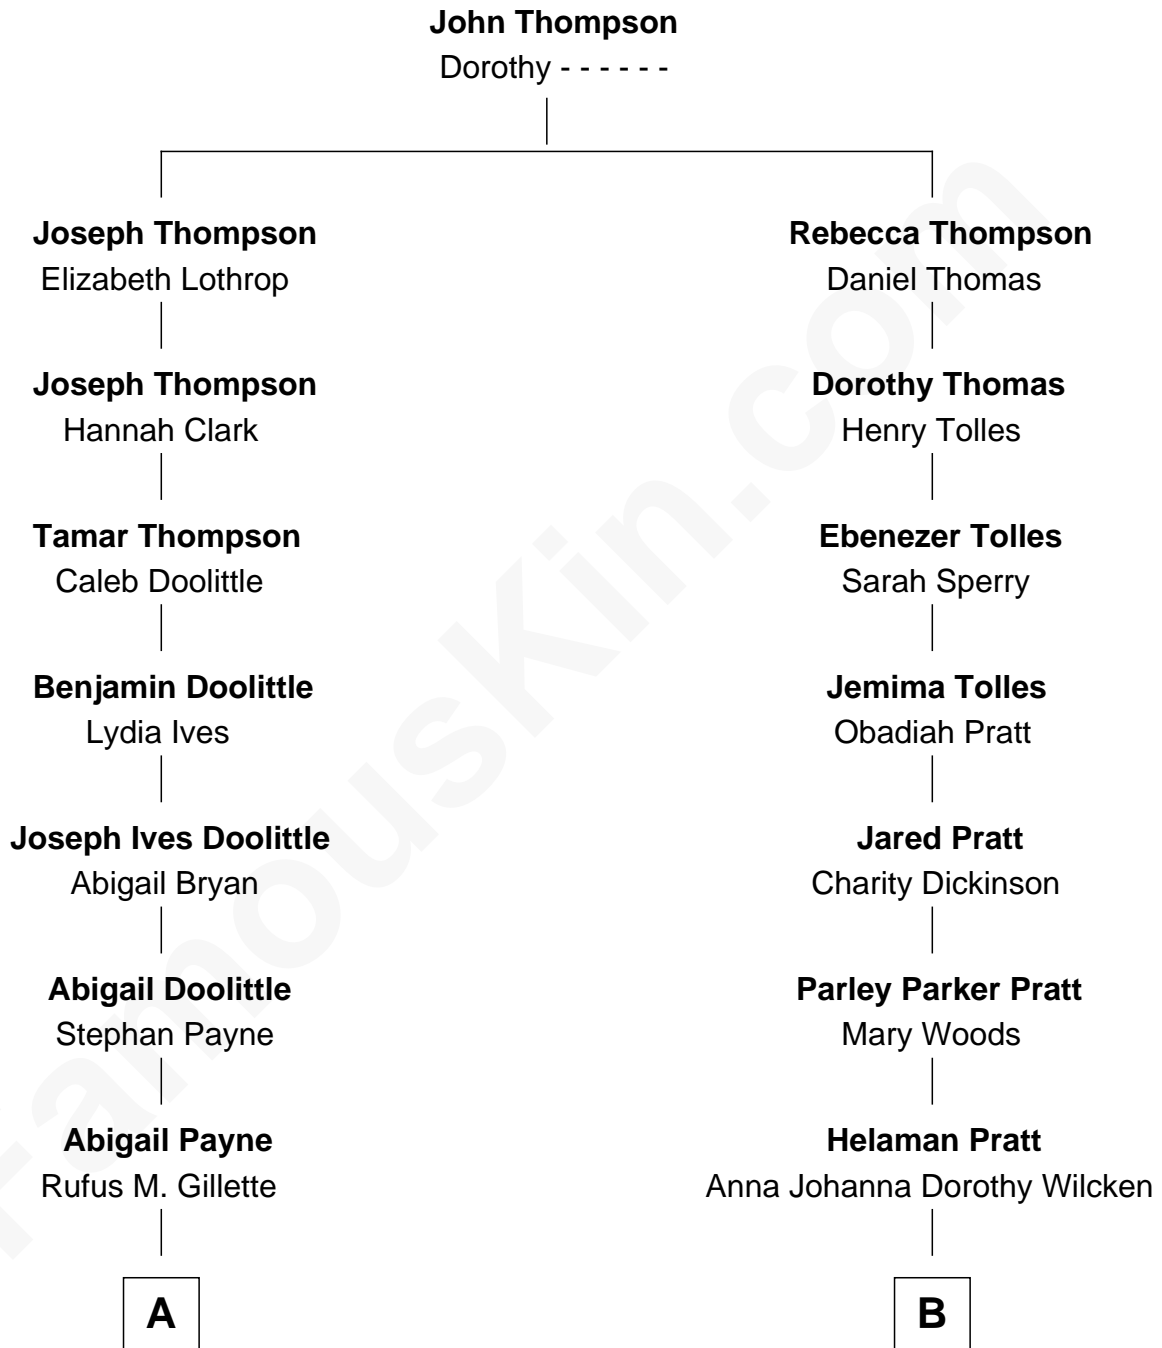 John Thompson
Dorothy - - - - - -
Joseph Thompson
Elizabeth Lothrop
Rebecca Thompson
Daniel Thomas
Joseph Thompson
Hannah Clark
Dorothy Thomas
Henry Tolles
Tamar Thompson
Caleb Doolittle
Ebenezer Tolles
Sarah Sperry
Benjamin Doolittle
Lydia Ives
Jemima Tolles
Obadiah Pratt
Joseph Ives Doolittle
Abigail Bryan
Jared Pratt
Charity Dickinson
Abigail Doolittle
Stephan Payne
Parley Parker Pratt
Mary Woods
Abigail Payne
Rufus M. Gillette
Helaman Pratt
Anna Johanna Dorothy Wilcken
A
B
FamousKin.com